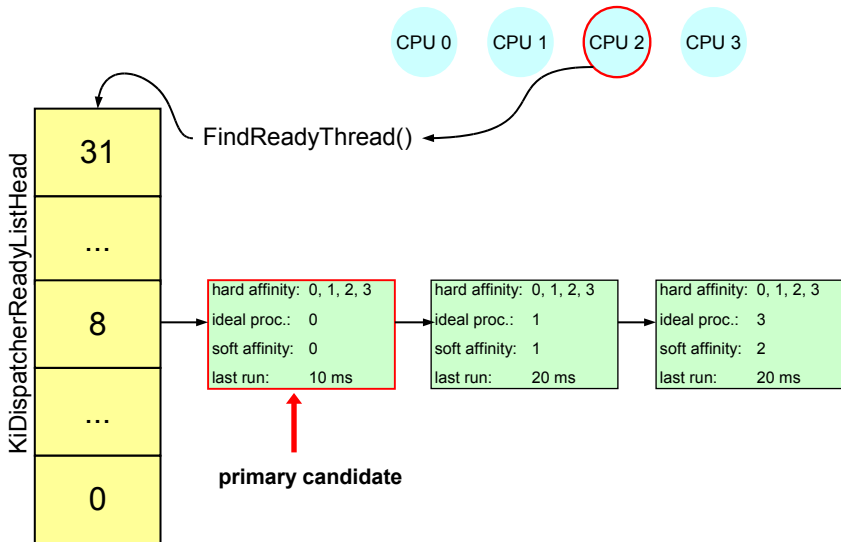 CPU 0
CPU 1
CPU 2
CPU 3
FindReadyThread()
KiDispatcherReadyListHead
31
...
8
...
0
hard affinity: 0, 1, 2, 3
ideal proc.: 0
soft affinity: 0
last run: 10 ms
hard affinity: 0, 1, 2, 3
ideal proc.: 1
soft affinity: 1
last run: 20 ms
hard affinity: 0, 1, 2, 3
ideal proc.: 3
soft affinity: 2
last run: 20 ms
primary candidate